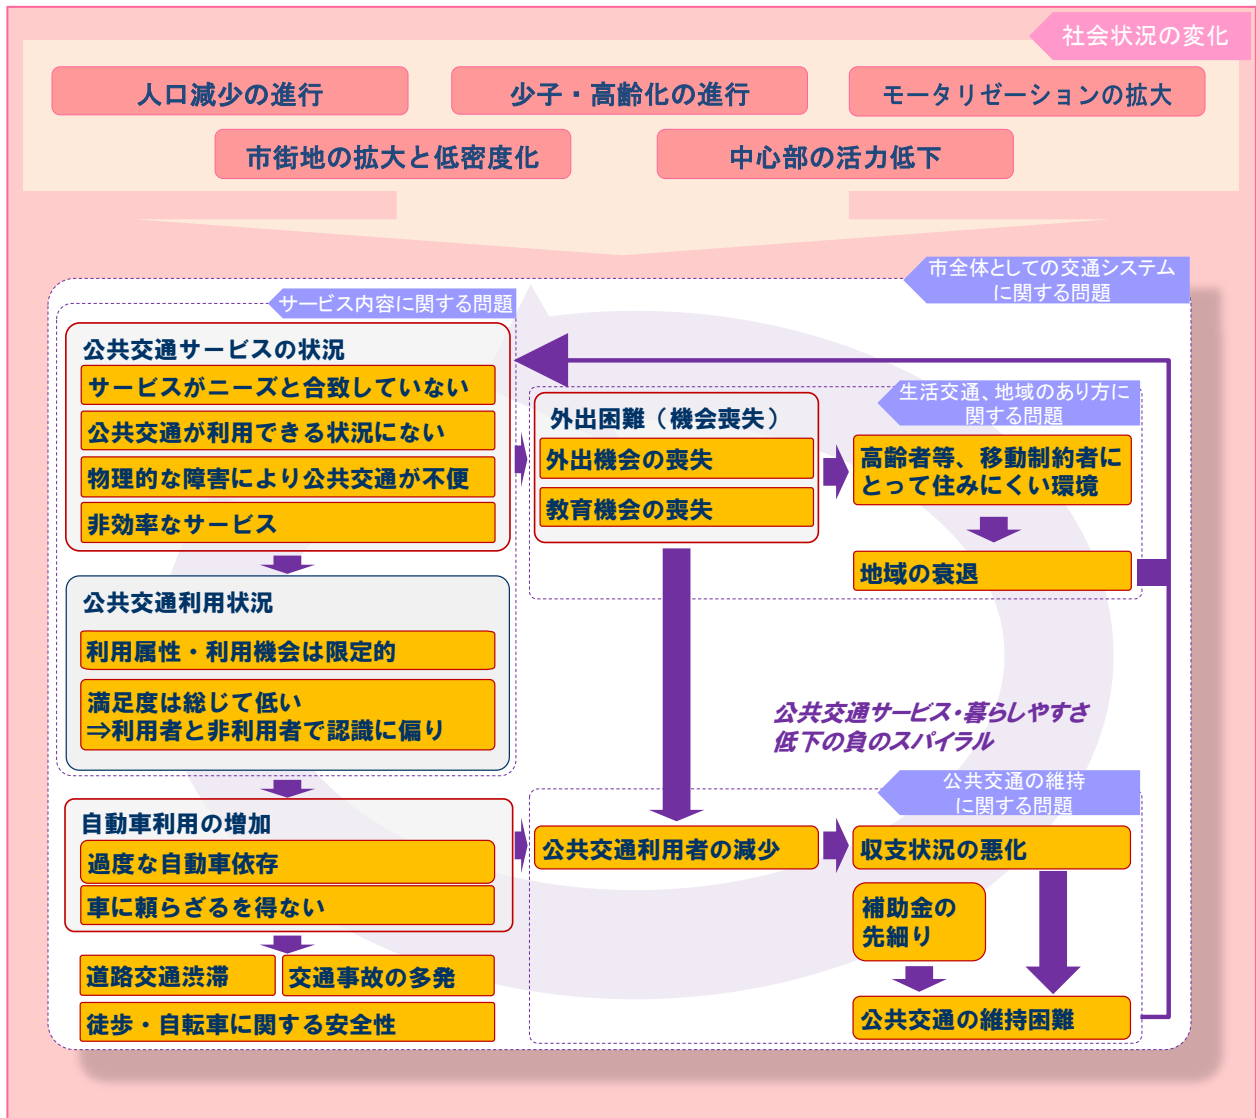 社会状況の変化
人口減少の進行
少子・高齢化の進行
モータリゼーションの拡大
市街地の拡大と低密度化
中心部の活力低下
市全体としての交通システム
に関する問題
サービス内容に関する問題
公共交通サービスの状況
サービスがニーズと合致していない
公共交通が利用できる状況にない
物理的な障害により公共交通が不便
非効率なサービス
公共交通利用状況
利用属性・利用機会は限定的
満足度は総じて低い
⇒利用者と非利用者で認識に偏り
自動車利用の増加
過度な自動車依存
車に頼らざるを得ない
道路交通渋滞
交通事故の多発
徒歩・自転車に関する安全性
生活交通、地域のあり方に
関する問題
外出困難（機会喪失）
外出機会の喪失
教育機会の喪失
高齢者等、移動制約者に
とって住みにくい環境
地域の衰退
公共交通サービス・暮らしやすさ
低下の負のスパイラル
公共交通の維持
に関する問題
公共交通利用者の減少
収支状況の悪化
補助金の
先細り
公共交通の維持困難